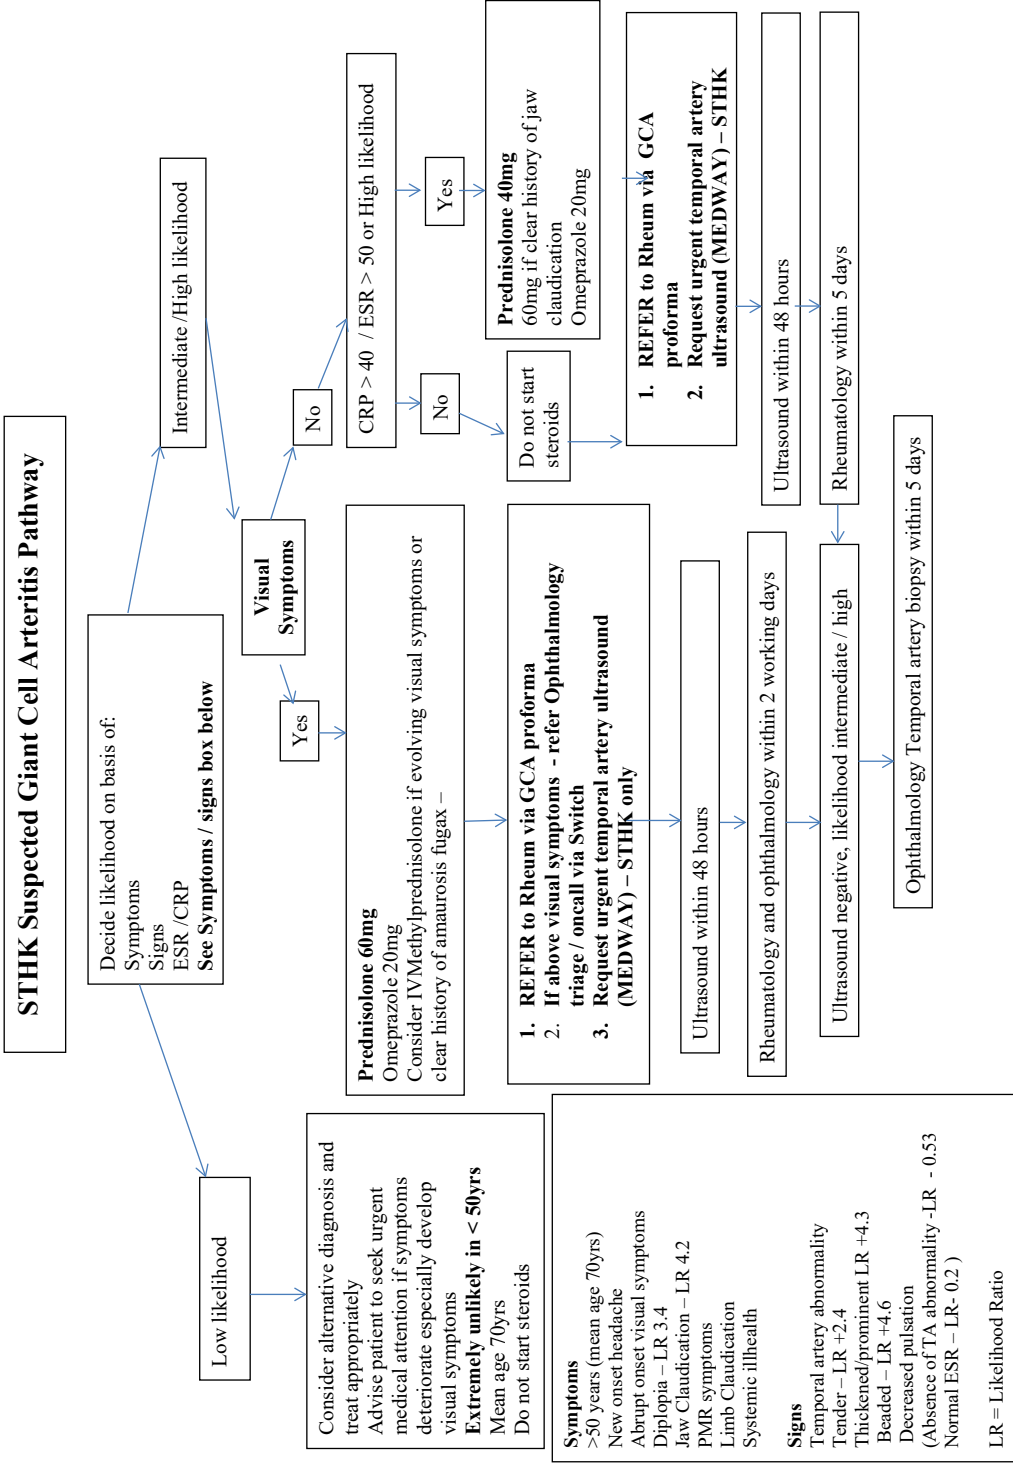 STHK Suspected Giant Cell Arteritis Pathway
Decide likelihood on basis of:
Symptoms
Signs
ESR /CRP
See Symptoms / signs box below
Low likelihood
Intermediate /High likelihood
Consider alternative diagnosis and
treat appropriately
Advise patient to seek urgent
medical attention if symptoms
deteriorate especially develop
visual symptoms
Extremely unlikely in < 50yrs
Mean age 70yrs
Do not start steroids
Visual
Symptoms
Yes
No
Prednisolone 60mg
Omeprazole 20mg
Consider IVMethylprednisolone if evolving visual symptoms or
clear history of amaurosis fugax –
CRP > 40 / ESR > 50 or High likelihood
No
Yes
Do not start
steroids
Prednisolone 40mg
60mg if clear history of jaw
claudication
Omeprazole 20mg
1. REFER to Rheum via GCA proforma
2. If above visual symptoms - refer Ophthalmology
triage / oncall via Switch
3. Request urgent temporal artery ultrasound
(MEDWAY) – STHK only
1. REFER to Rheum via GCA
proforma
2. Request urgent temporal artery
ultrasound (MEDWAY) – STHK
Ultrasound within 48 hours
Ultrasound within 48 hours
Rheumatology and ophthalmology within 2 working days
Rheumatology within 5 days
Ultrasound negative, likelihood intermediate / high
Ophthalmology Temporal artery biopsy within 5 days
Symptoms
>50 years (mean age 70yrs)
New onset headache
Abrupt onset visual symptoms
Diplopia – LR 3.4
Jaw Claudication – LR 4.2
PMR symptoms
Limb Claudication
Systemic illhealth
Signs
Temporal artery abnormality
Tender – LR +2.4
Thickened/prominent LR +4.3
Beaded – LR +4.6
Decreased pulsation
(Absence of TA abnormality -LR - 0.53
Normal ESR – LR- 0.2 )
LR = Likelihood Ratio